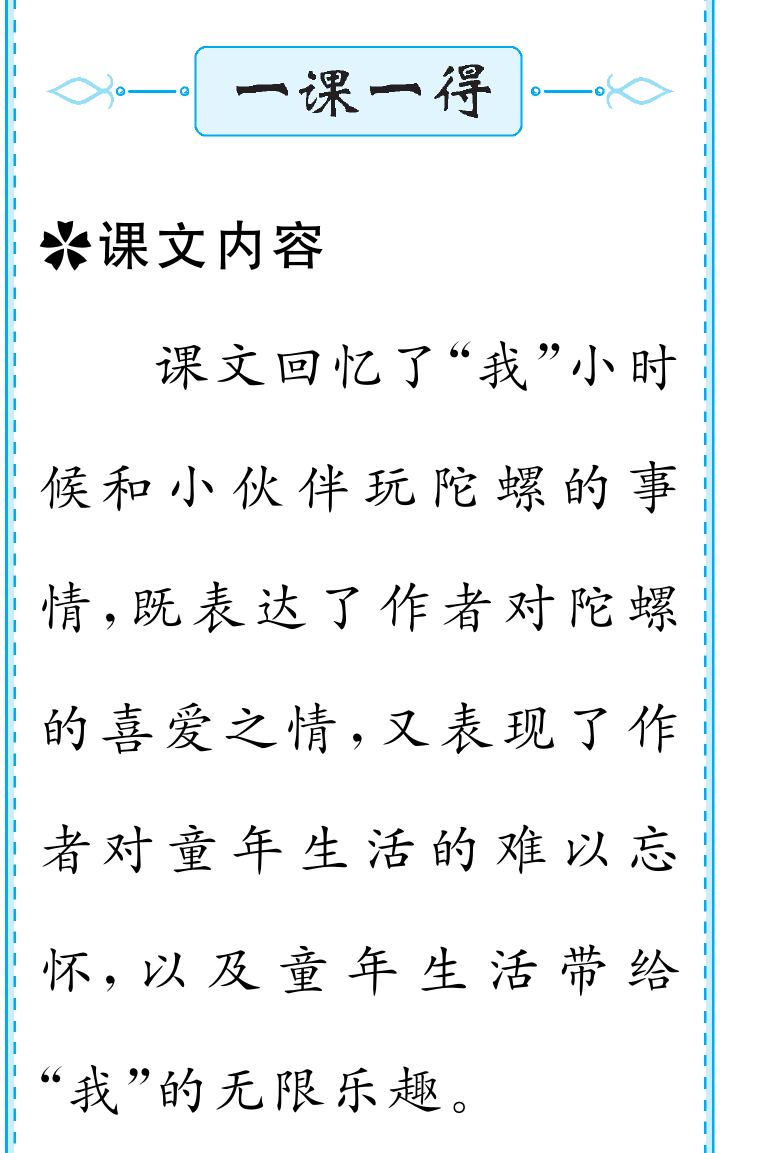 一课一得
课文内容
课文回忆了“我”小时
候和小伙伴玩陀螺的事
情，既表达了作者对陀螺
的喜爱之情，又表现了作
者对童年生活的难以忘
怀，以及童年生活带给
“我”的无限乐趣。